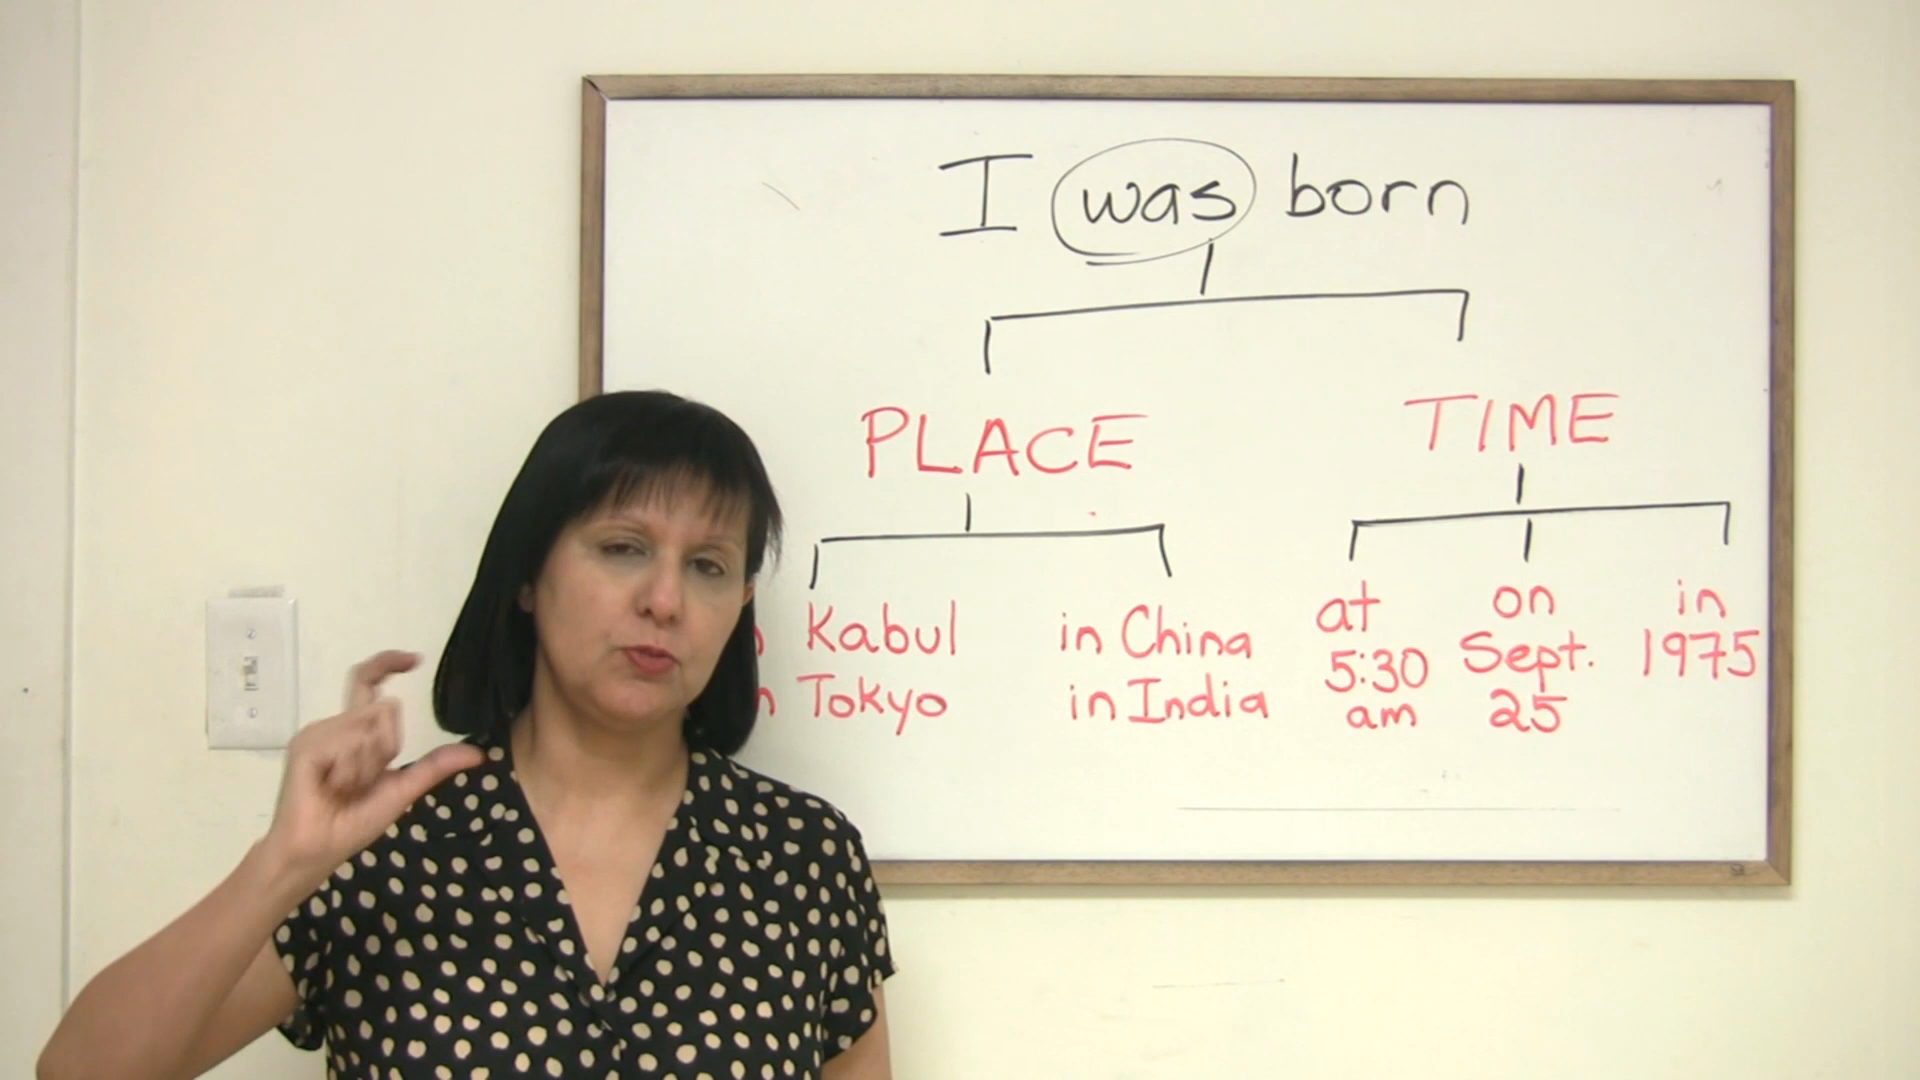 I was born
PLACE
TIME
Kabul
Tokyo
in China
in India
at
5:30
am
on
Sept.
25
in
1975